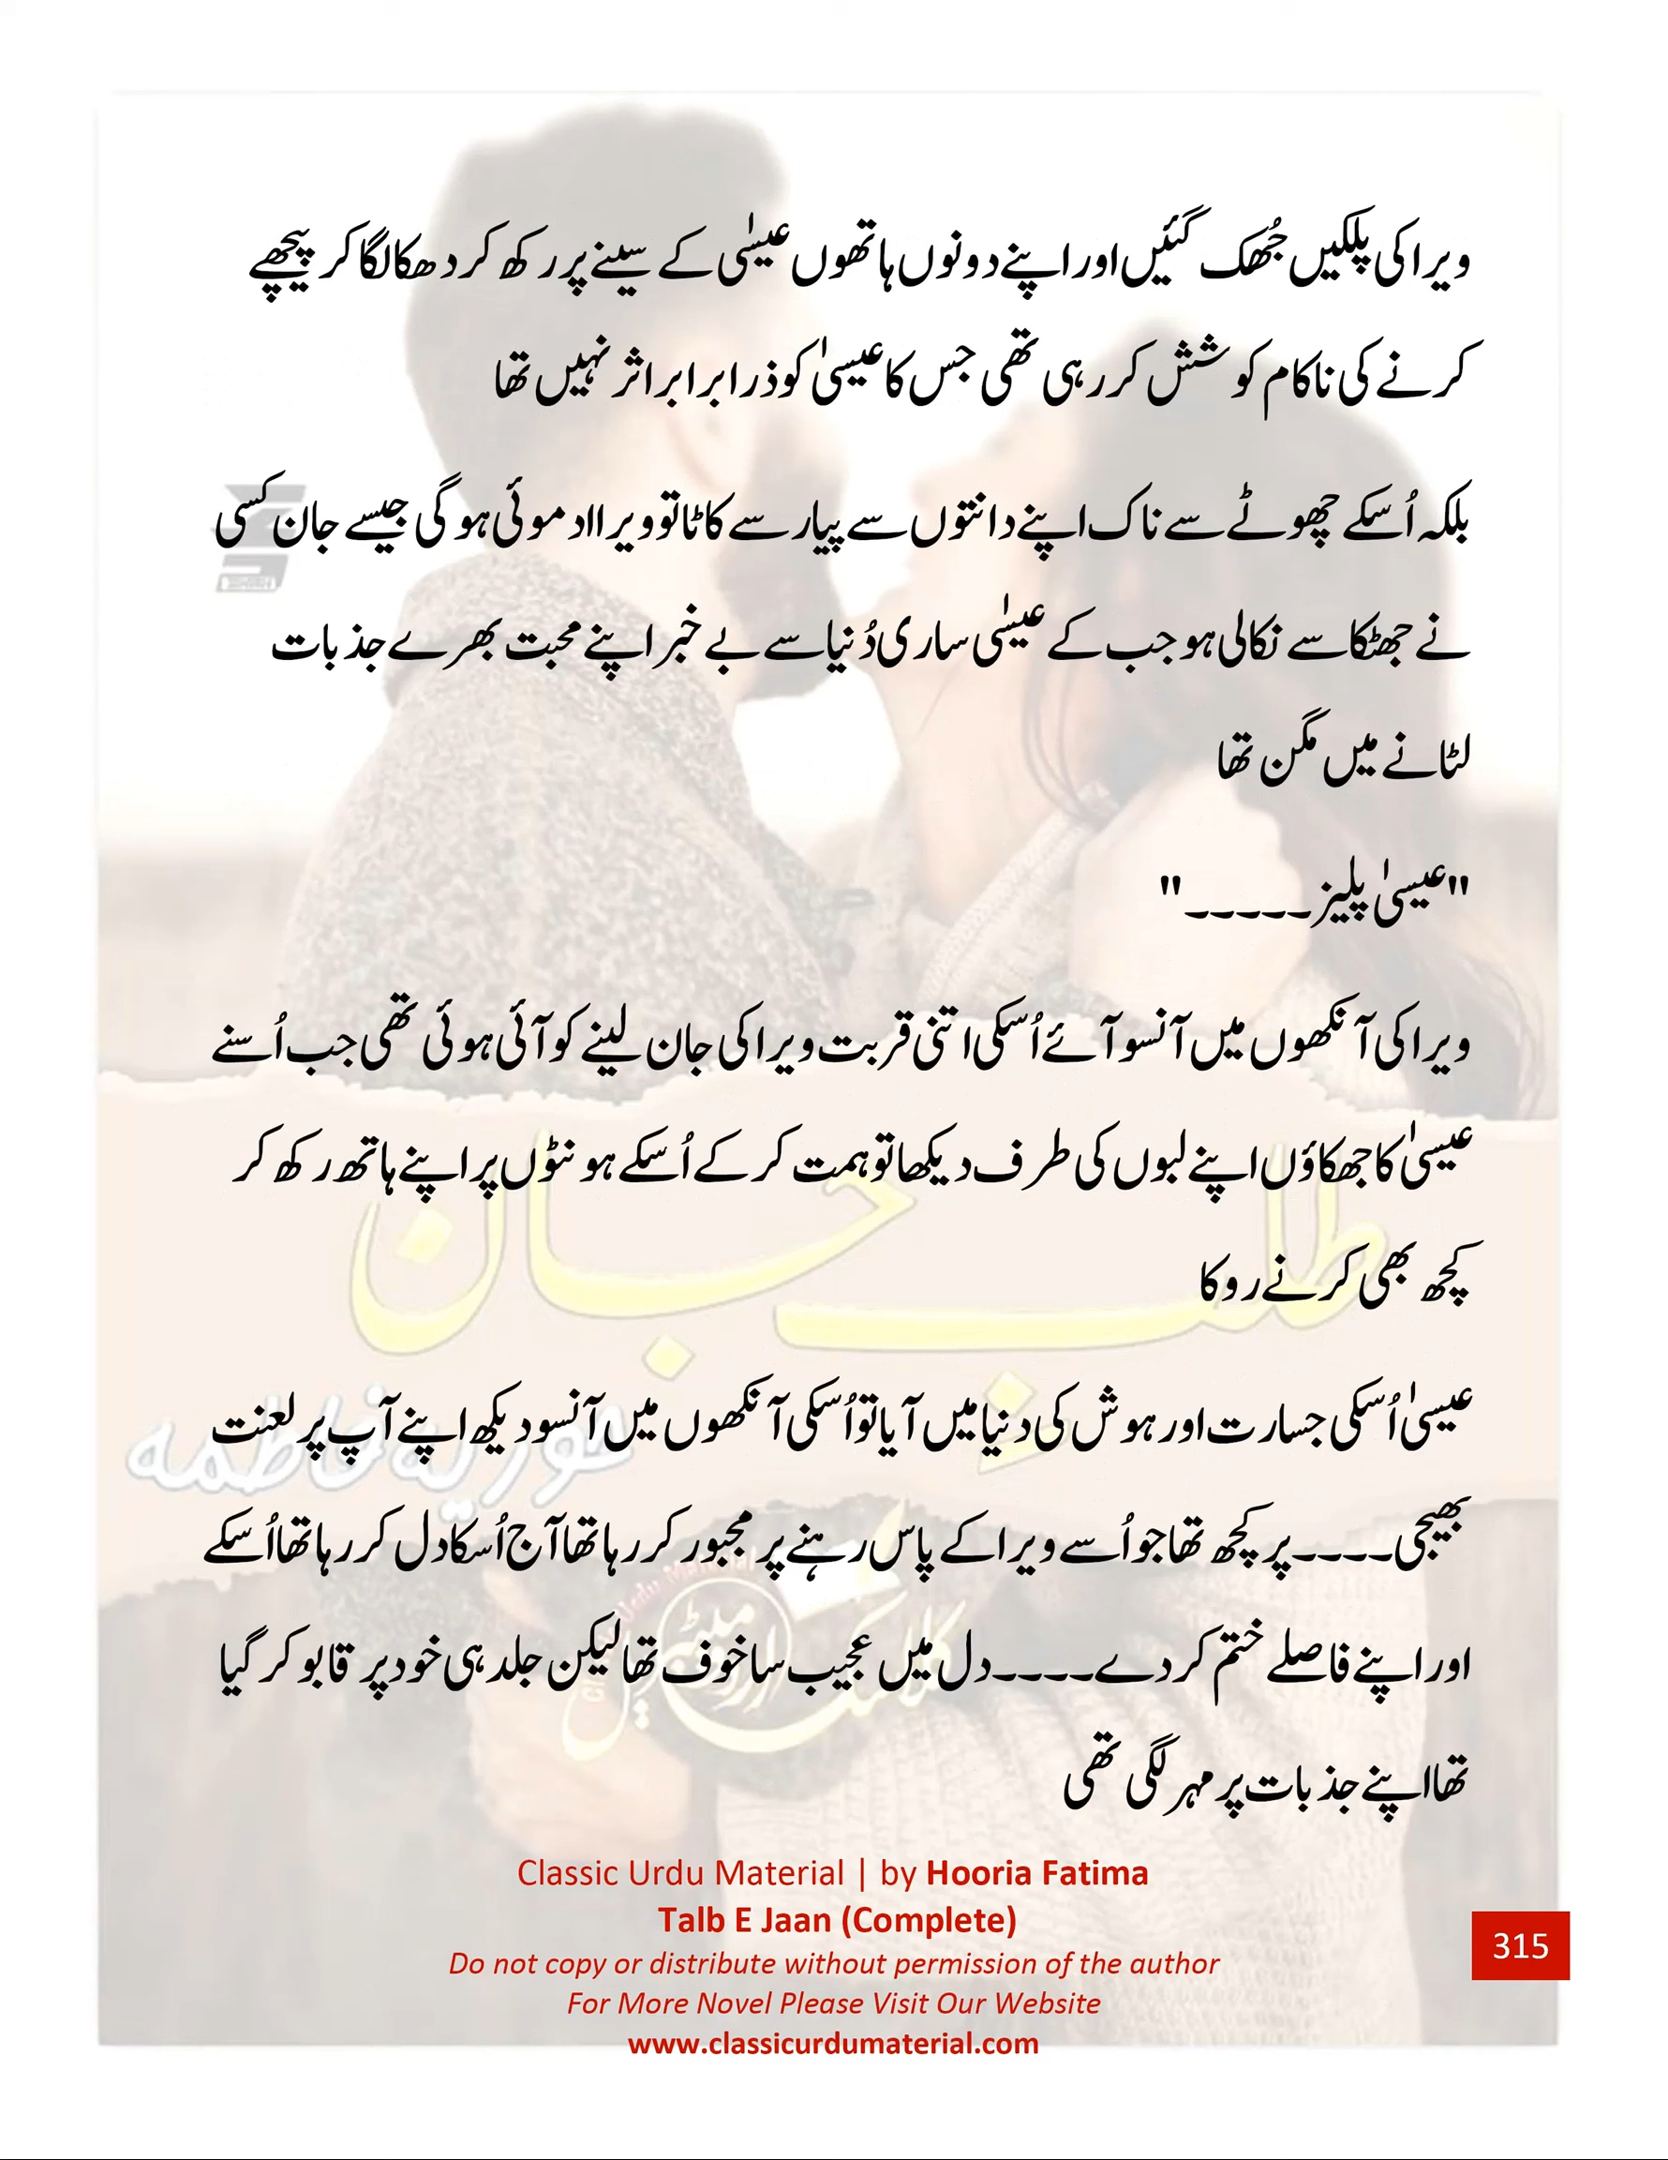 ویرا کی پلکیں جُھک گئیں اور اپنے دونوں ہاتھوں عیسٰی کے سینے پر رکھ کر دھکا لگا کر پیچھے
کرنے کی ناکام کوشش کر رہی تھی جس کا عیسیٰ کو ذرا برابر اثر نہیں تھا
بلکہ اُسکے چھوٹے سے ناک اپنے دانتوں سے پیار سے کاٹا تو ویرا ادموئی ہو گی جیسے جان کسی
نے جھٹکا سے نکالی ہو جب کے عیسٰی ساری دُنیا سے بے خبر اپنے محبت بھرے جذبات
لٹانے میں مگن تھا
"عیسیٰ پلیز ۔۔۔۔۔"
ویرا کی آنکھوں میں آنسو آئے اُسکی اتنی قربت ویرا کی جان لینے کو آئی ہوئی تھی جب اُسنے
عیسیٰ کا جھکاؤں اپنے لبوں کی طرف دیکھا تو ہمت کر کے اُسکے ہونٹوں پر اپنے ہاتھ رکھ کر
کچھ بھی کرنے روکا
عیسیٰ اُسکی جسارت اور ہوش کی دنیا میں آیا تو اُسکی آنکھوں میں آنسو دیکھ اپنے آپ پر لعنت
بھیجی ۔۔۔۔ پر کچھ تھا جو اُسے ویرا کے پاس رہنے پر مجبور کر رہا تھا آج اُسکا دل کر رہا تھا اُسکے
اور اپنے فاصلے ختم کر دے ۔۔۔۔ دل میں عجیب سا خوف تھا لیکن جلد ہی خود پر قابو کر گیا
تھا اپنے جذبات پر مہر لگی تھی
طلب جان
حوریہ فاطمہ
کلاسک اردو مٹیریل
Classic Urdu Material | by Hooria Fatima
Talb E Jaan (Complete)
Do not copy or distribute without permission of the author
For More Novel Please Visit Our Website
www.classicurdumaterial.com
315